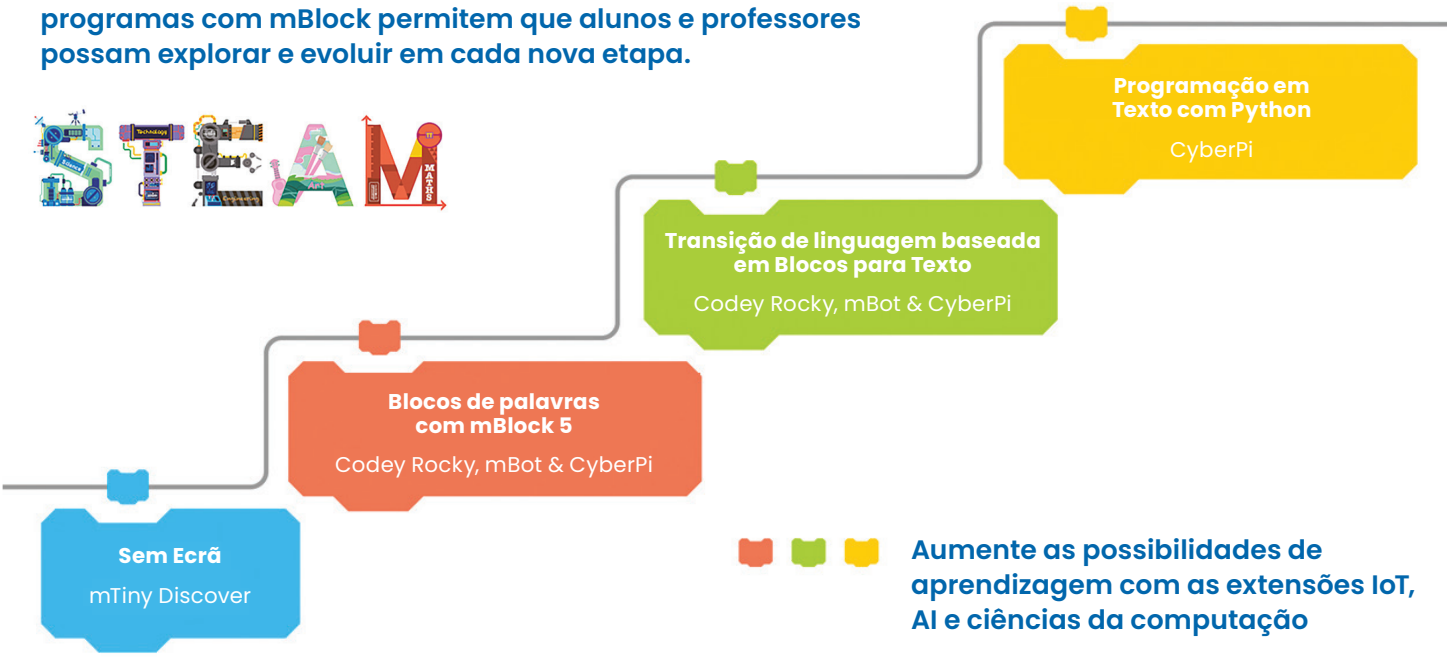 programas com mBlock permitem que alunos e professores
possam explorar e evoluir em cada nova etapa.
STEAM
Technology
Art
MATHS
Programação em
Texto com Python
CyberPi
Transição de linguagem baseada
em Blocos para Texto
Codey Rocky, mBot & CyberPi
Blocos de palavras
com mBlock 5
Codey Rocky, mBot & CyberPi
Sem Ecrã
mTiny Discover
Aumente as possibilidades de
aprendizagem com as extensões IoT,
AI e ciências da computação